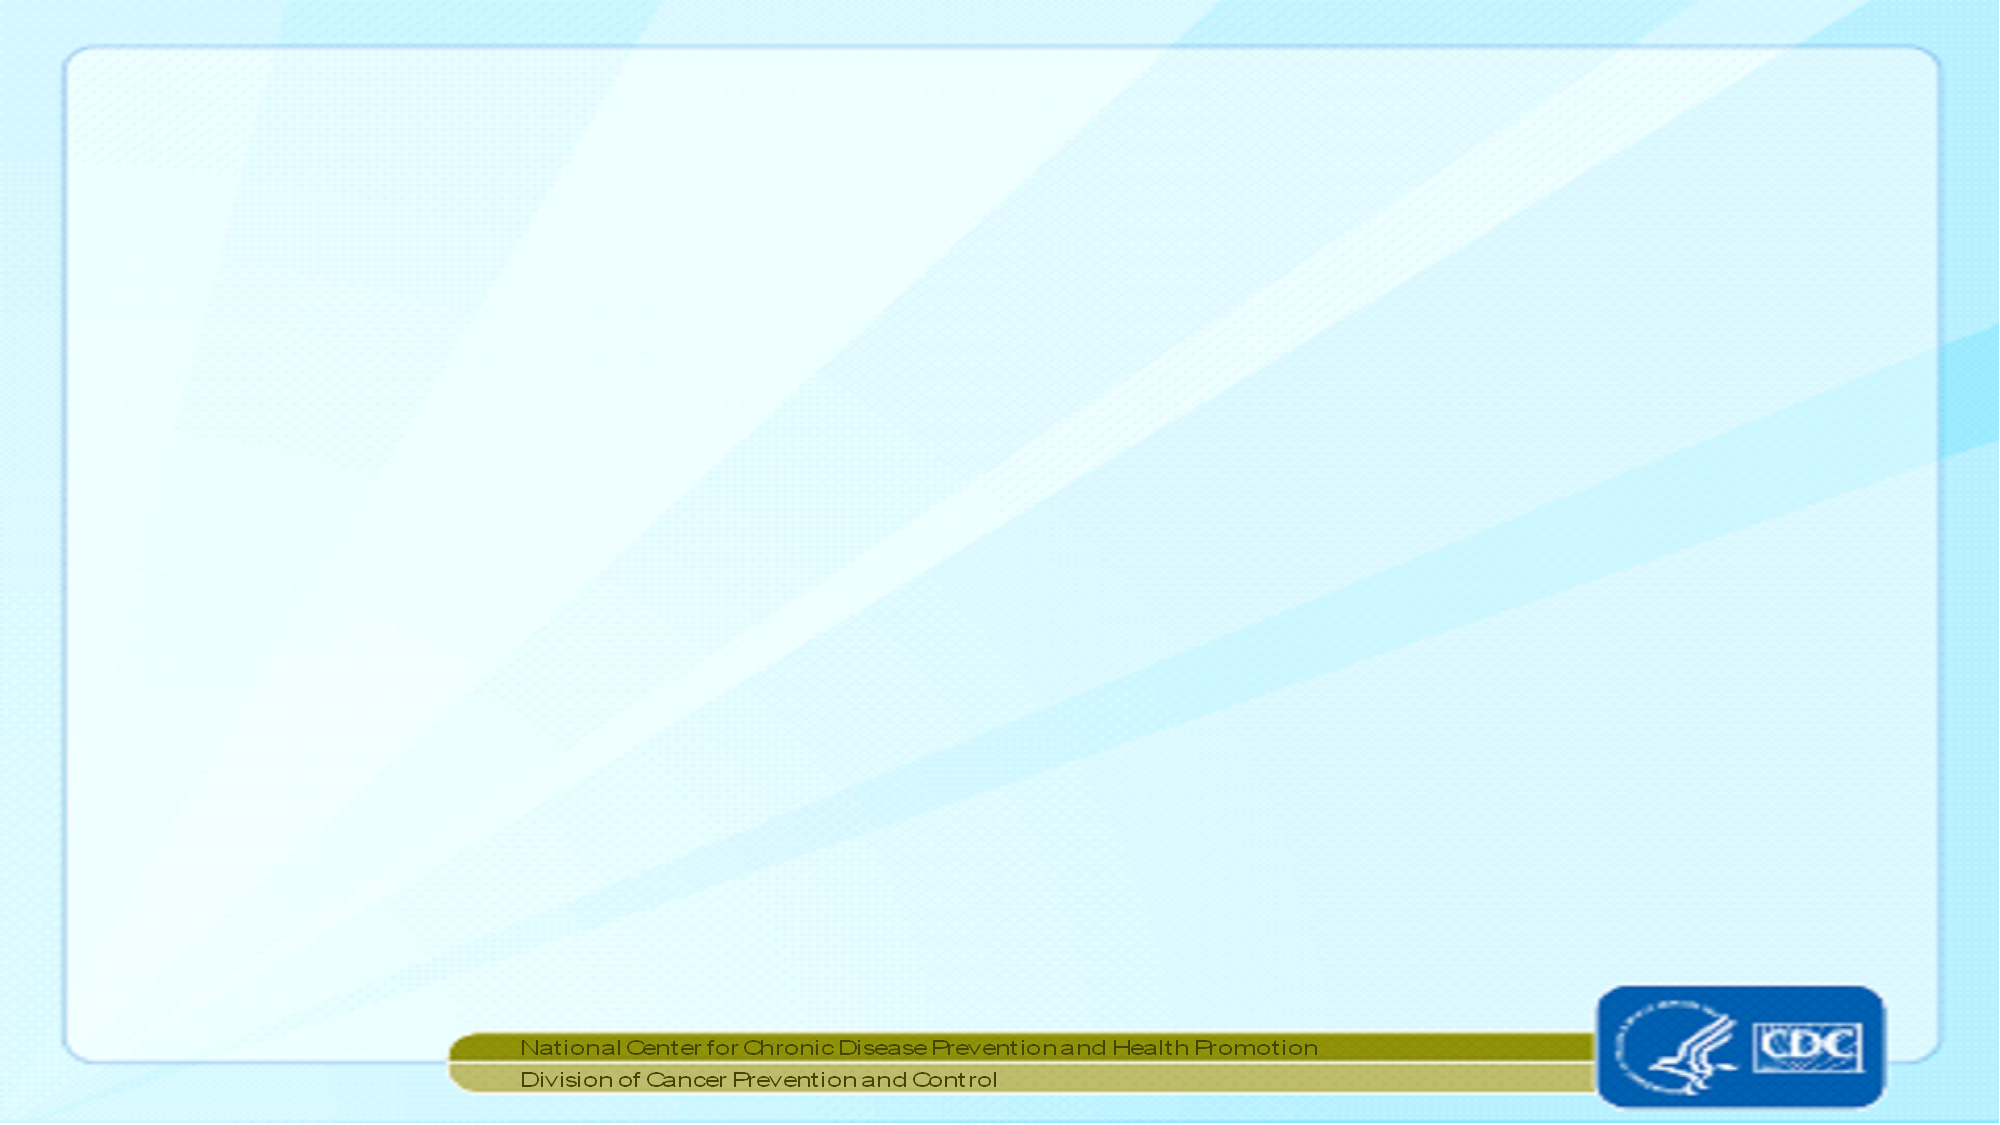 National Center for Chronic Disease Prevention and Health Promotion
Division of Cancer Prevention and Control
CDC